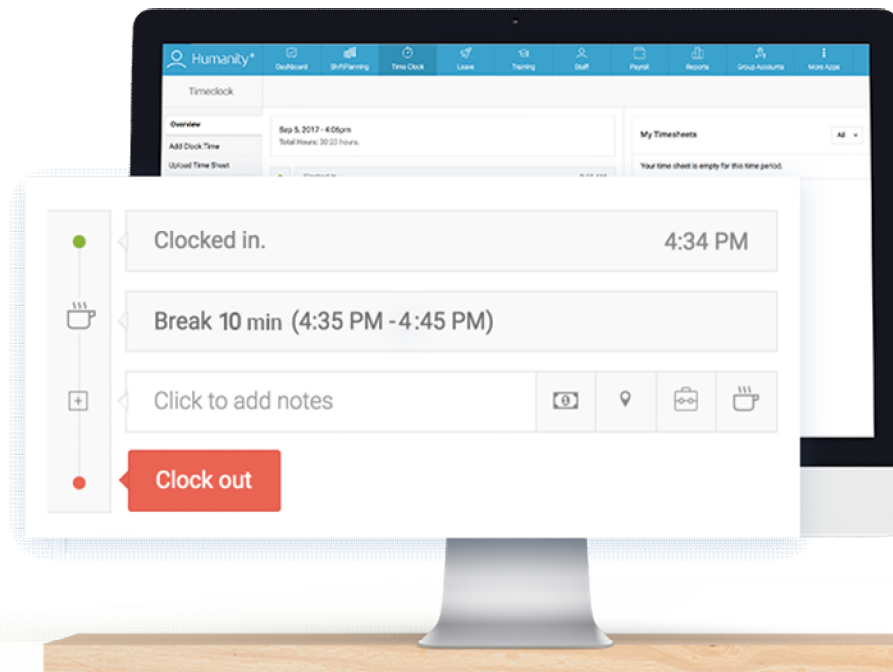 Humanity®
Dashboard ShiftPlanning Time Clock Leave Training Staff Payroll Reports Group Accounts More Apps
Timeclock
Overview
Add Clock Time
Upload Time Sheet
Sep 5, 2017 - 4:05pm
Total Hours: 30:20 hours.
My Timesheets
All
Your time sheet is empty for this time period.
Clocked in. 4:34 PM
Break 10 min (4:35 PM - 4:45 PM)
Click to add notes
Clock out